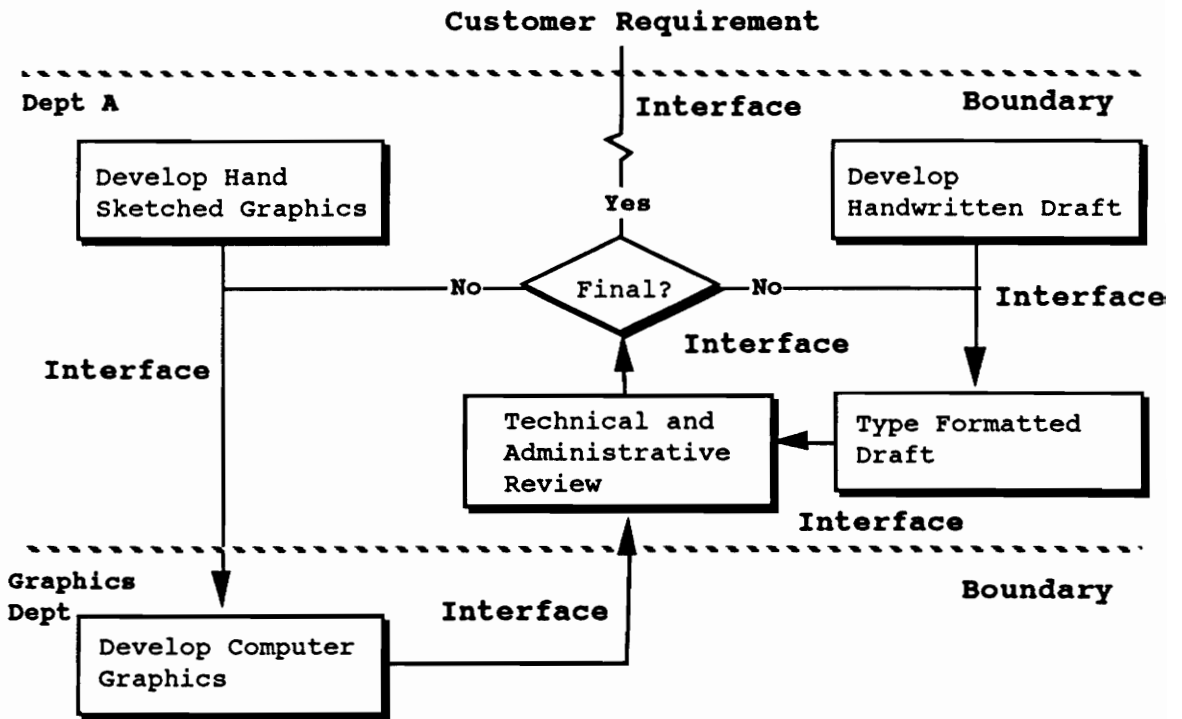 Customer Requirement
Dept A
Interface
Boundary
Develop Hand
Sketched Graphics
Yes
Develop
Handwritten Draft
No
Final?
No
Interface
Interface
Interface
Technical and
Administrative
Review
Type Formatted
Draft
Interface
Graphics
Dept
Interface
Boundary
Develop Computer
Graphics